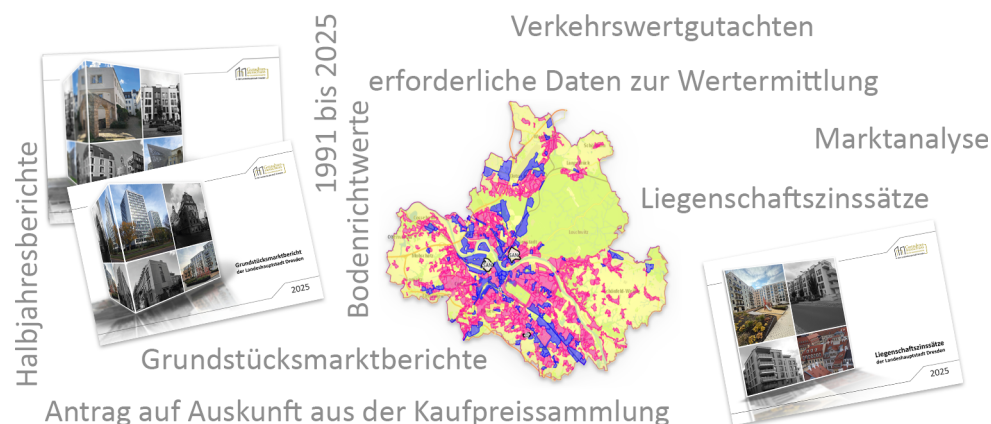 Verkehrswertgutachten
erforderliche Daten zur Wertermittlung
Marktanalyse
Liegenschaftszinssätze
1991 bis 2025
Bodenrichtwerte
Halbjahresberichte
Grundstücksmarktbericht
der Landeshauptstadt Dresden
2025
Liegenschaftszinssätze
der Landeshauptstadt Dresden
2025
Grundstücksmarktberichte
Antrag auf Auskunft aus der Kaufpreissammlung